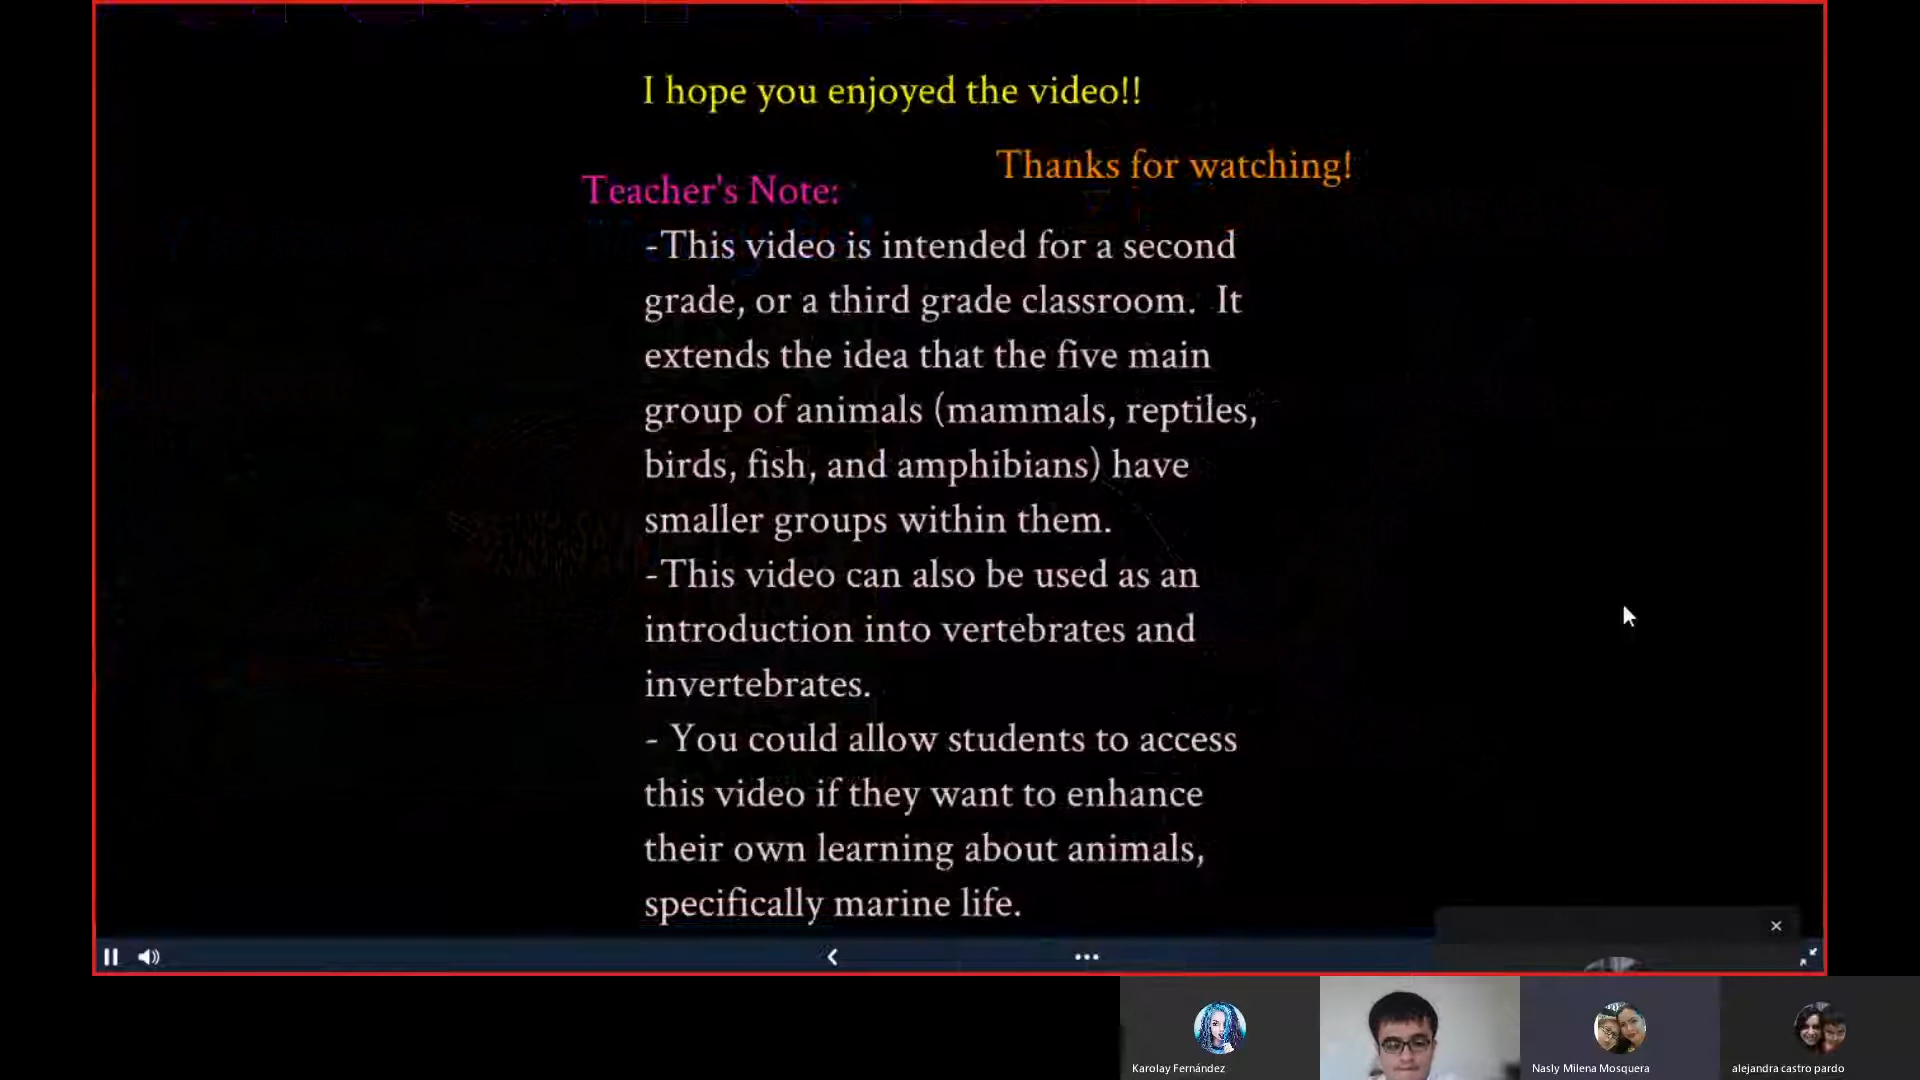 I hope you enjoyed the video!!
Thanks for watching!
Teacher's Note:
-This video is intended for a second
grade, or a third grade classroom.  It
extends the idea that the five main
group of animals (mammals, reptiles,
birds, fish, and amphibians) have
smaller groups within them.
-This video can also be used as an
introduction into vertebrates and
invertebrates.
- You could allow students to access
this video if they want to enhance
their own learning about animals,
specifically marine life.
Karolay Fernández
Nasly Milena Mosquera
alejandra castro pardo